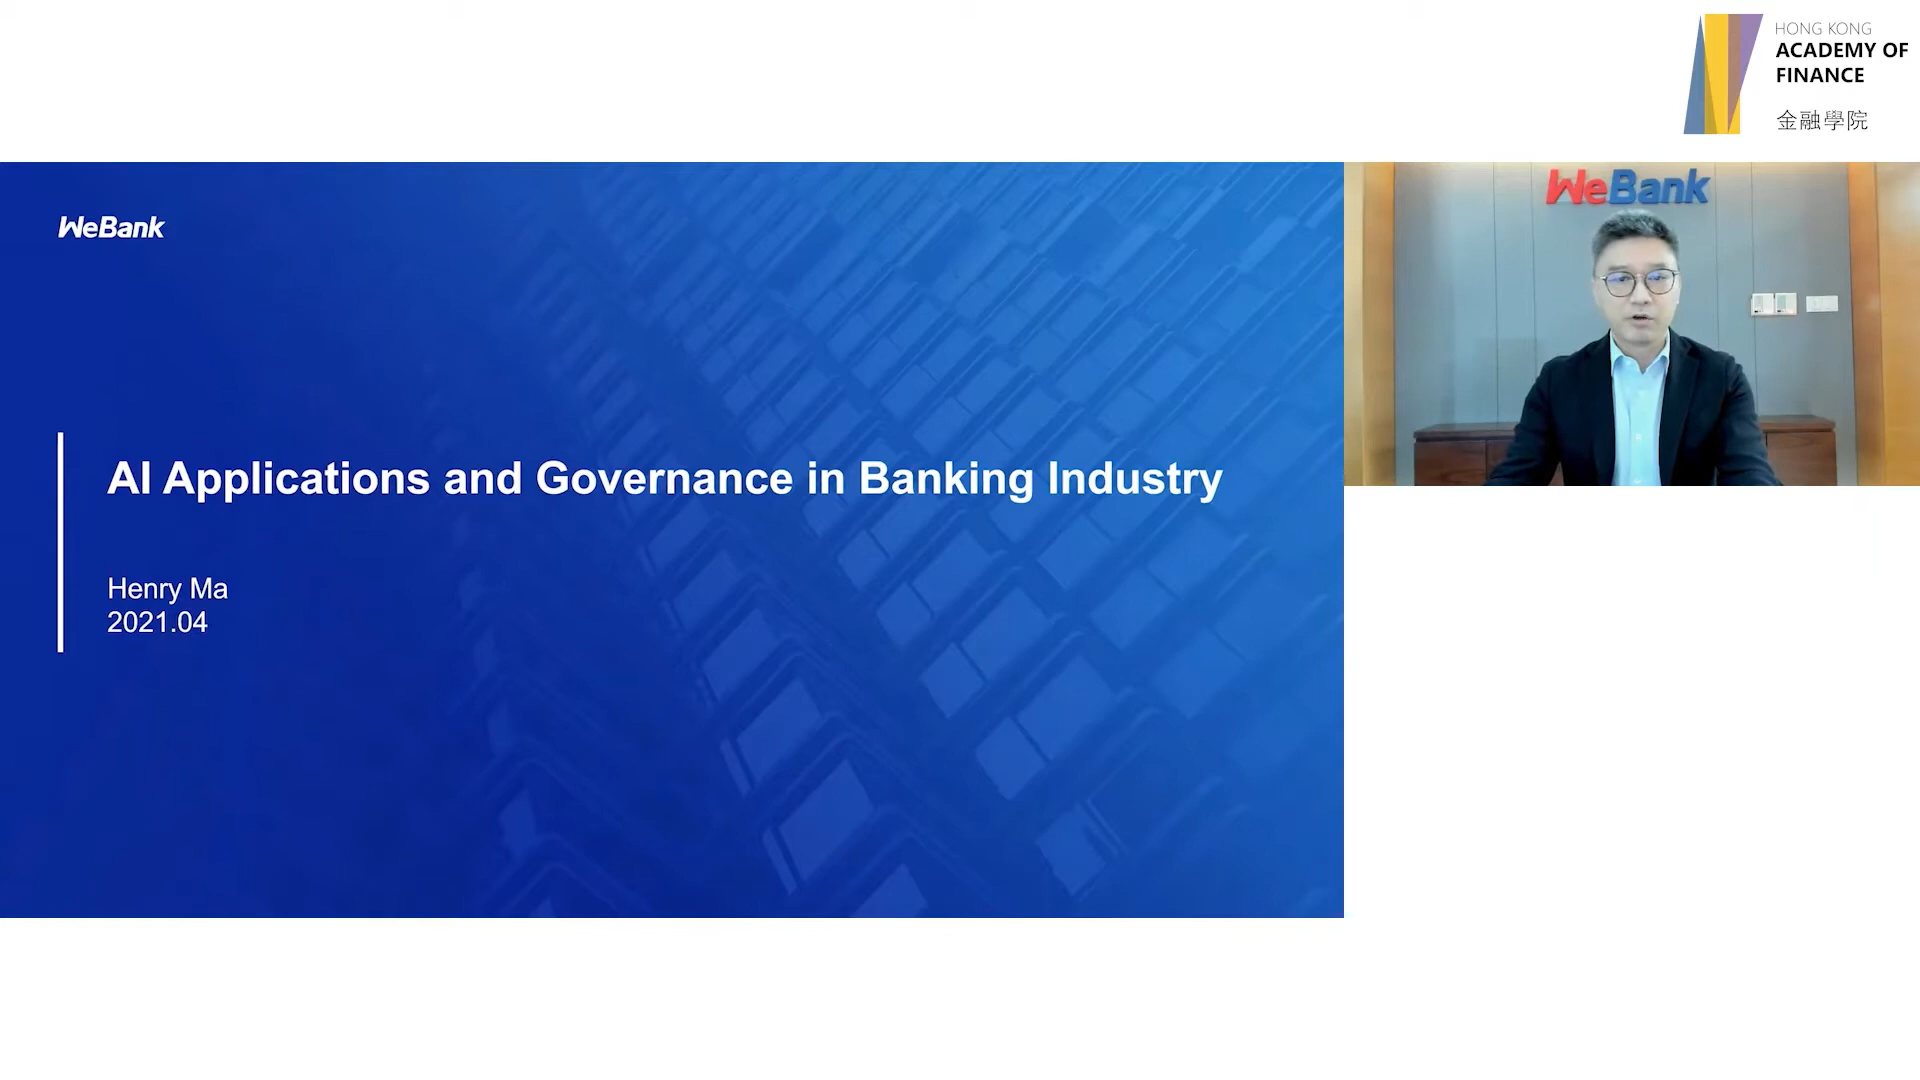 HONG KONG
ACADEMY OF
FINANCE
金融學院
WeBank
WeBank
AI Applications and Governance in Banking Industry
Henry Ma
2021.04